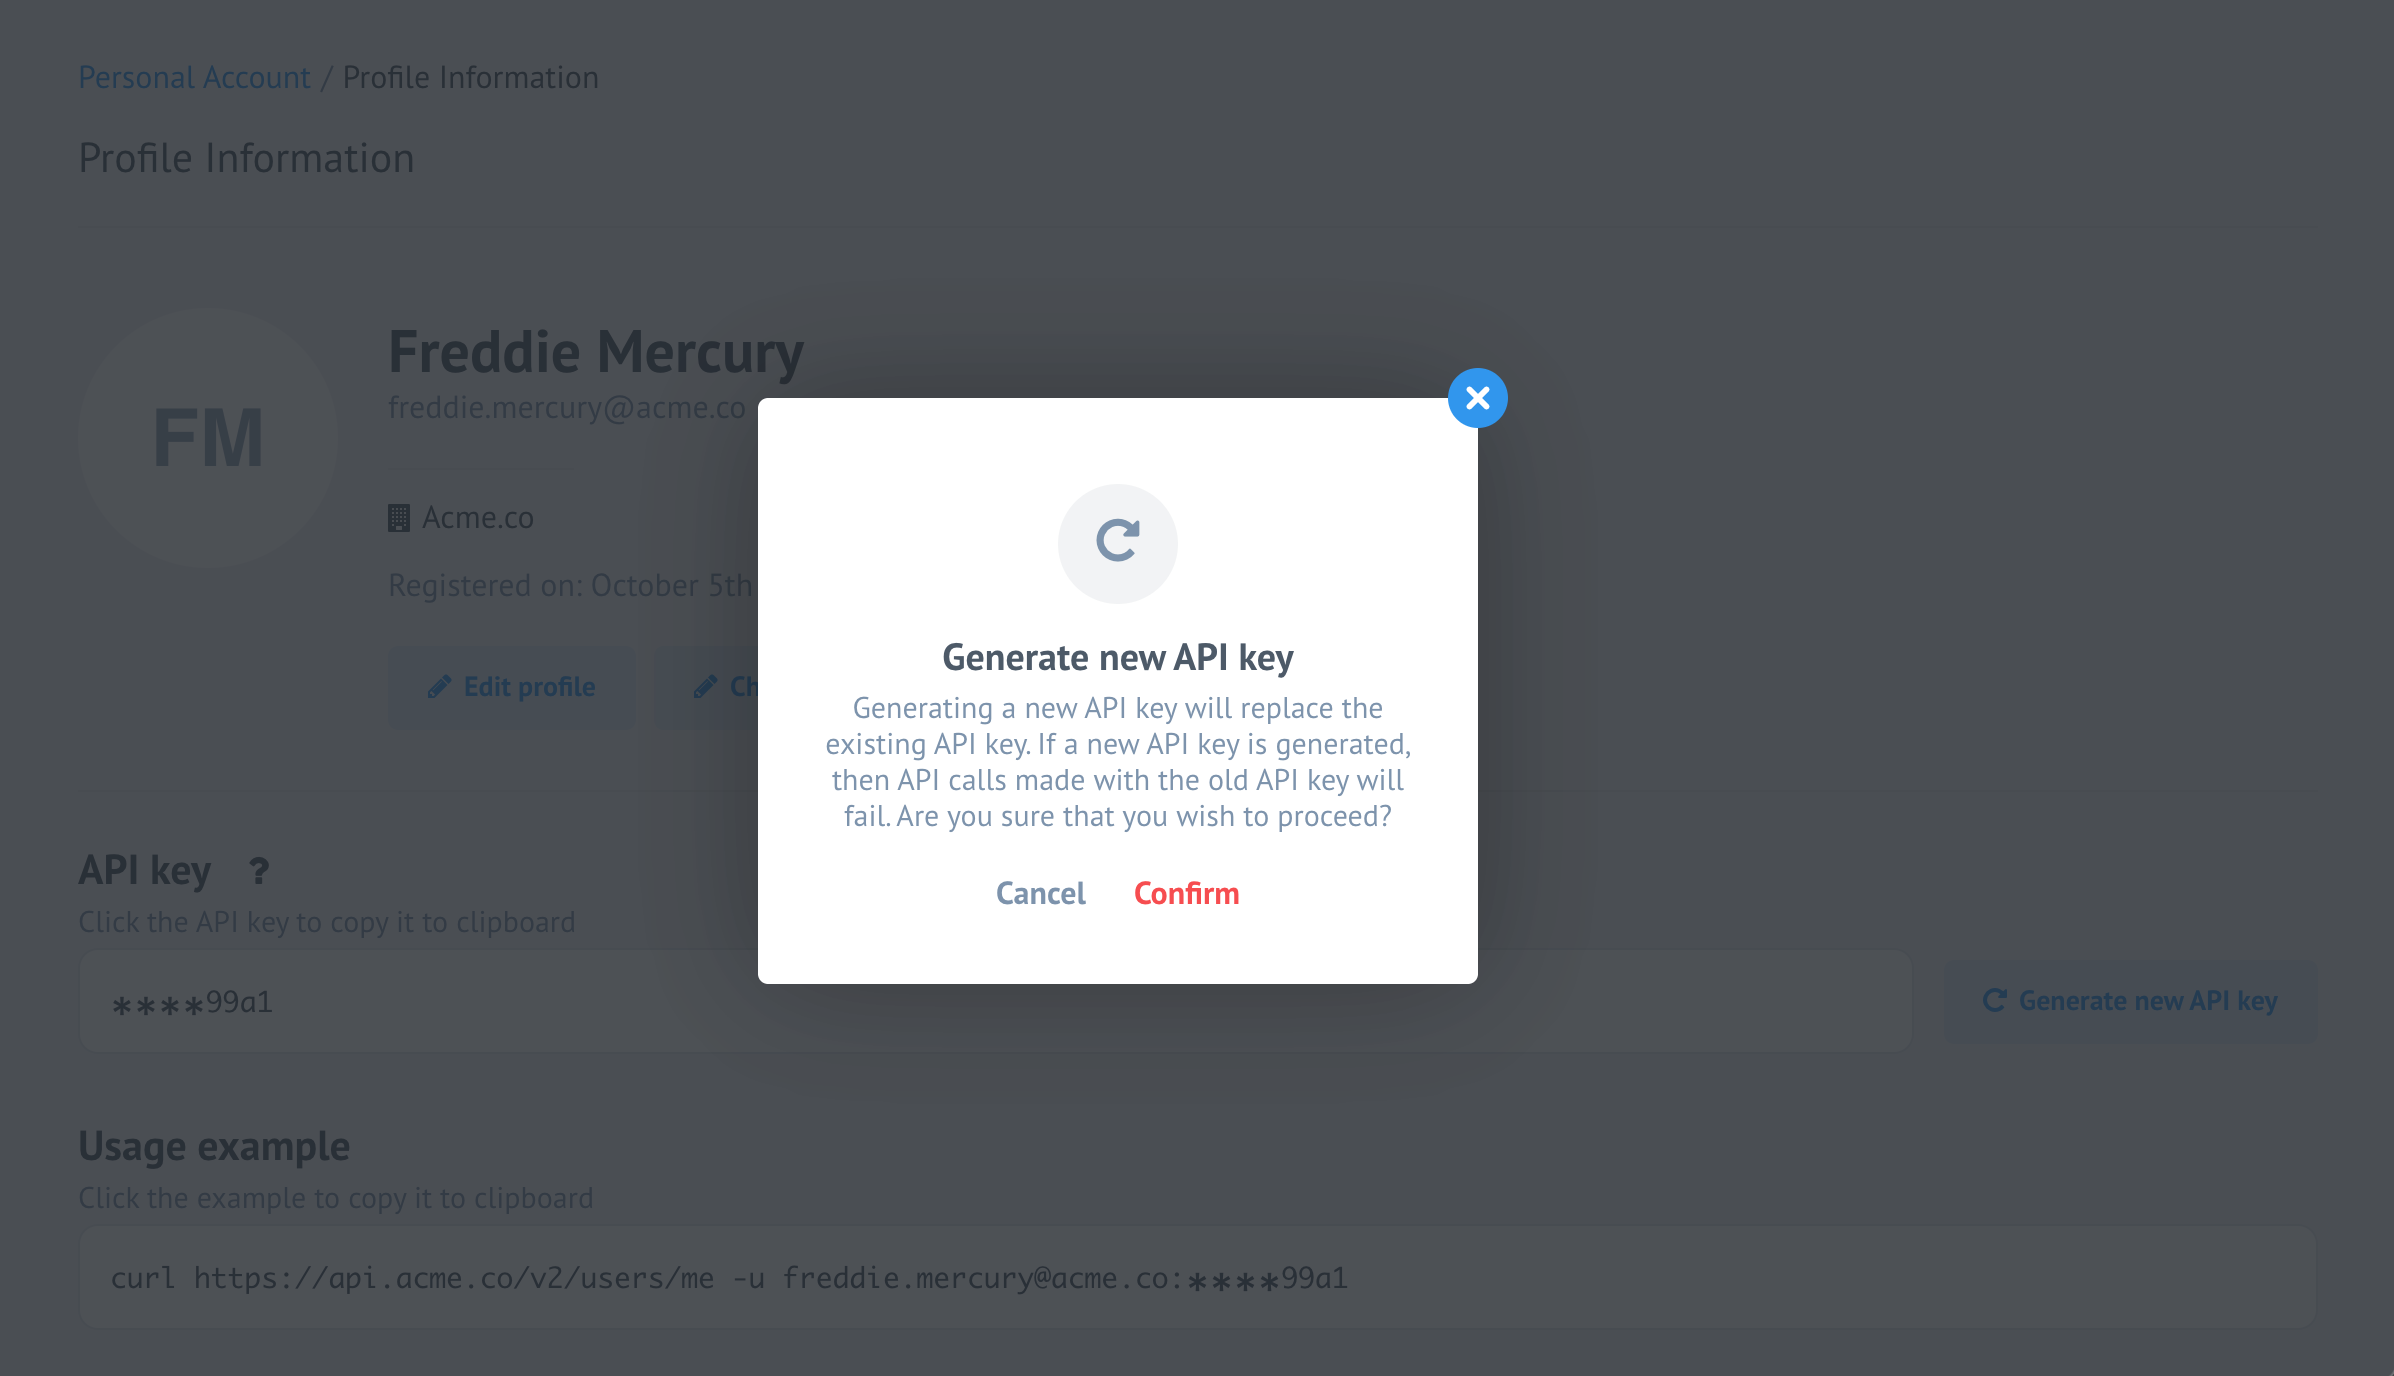 Personal Account / Profile Information
Profile Information
FM
Freddie Mercury
freddie.mercury@acme.co
Acme.co
Registered on: October 5th
Edit profile
Generate new API key
Generating a new API key will replace the
existing API key. If a new API key is generated,
then API calls made with the old API key will
fail. Are you sure that you wish to proceed?
Cancel Confirm
API key ?
Click the API key to copy it to clipboard
****99a1
Generate new API key
Usage example
Click the example to copy it to clipboard
curl https://api.acme.co/v2/users/me -u freddie.mercury@acme.co:****99a1